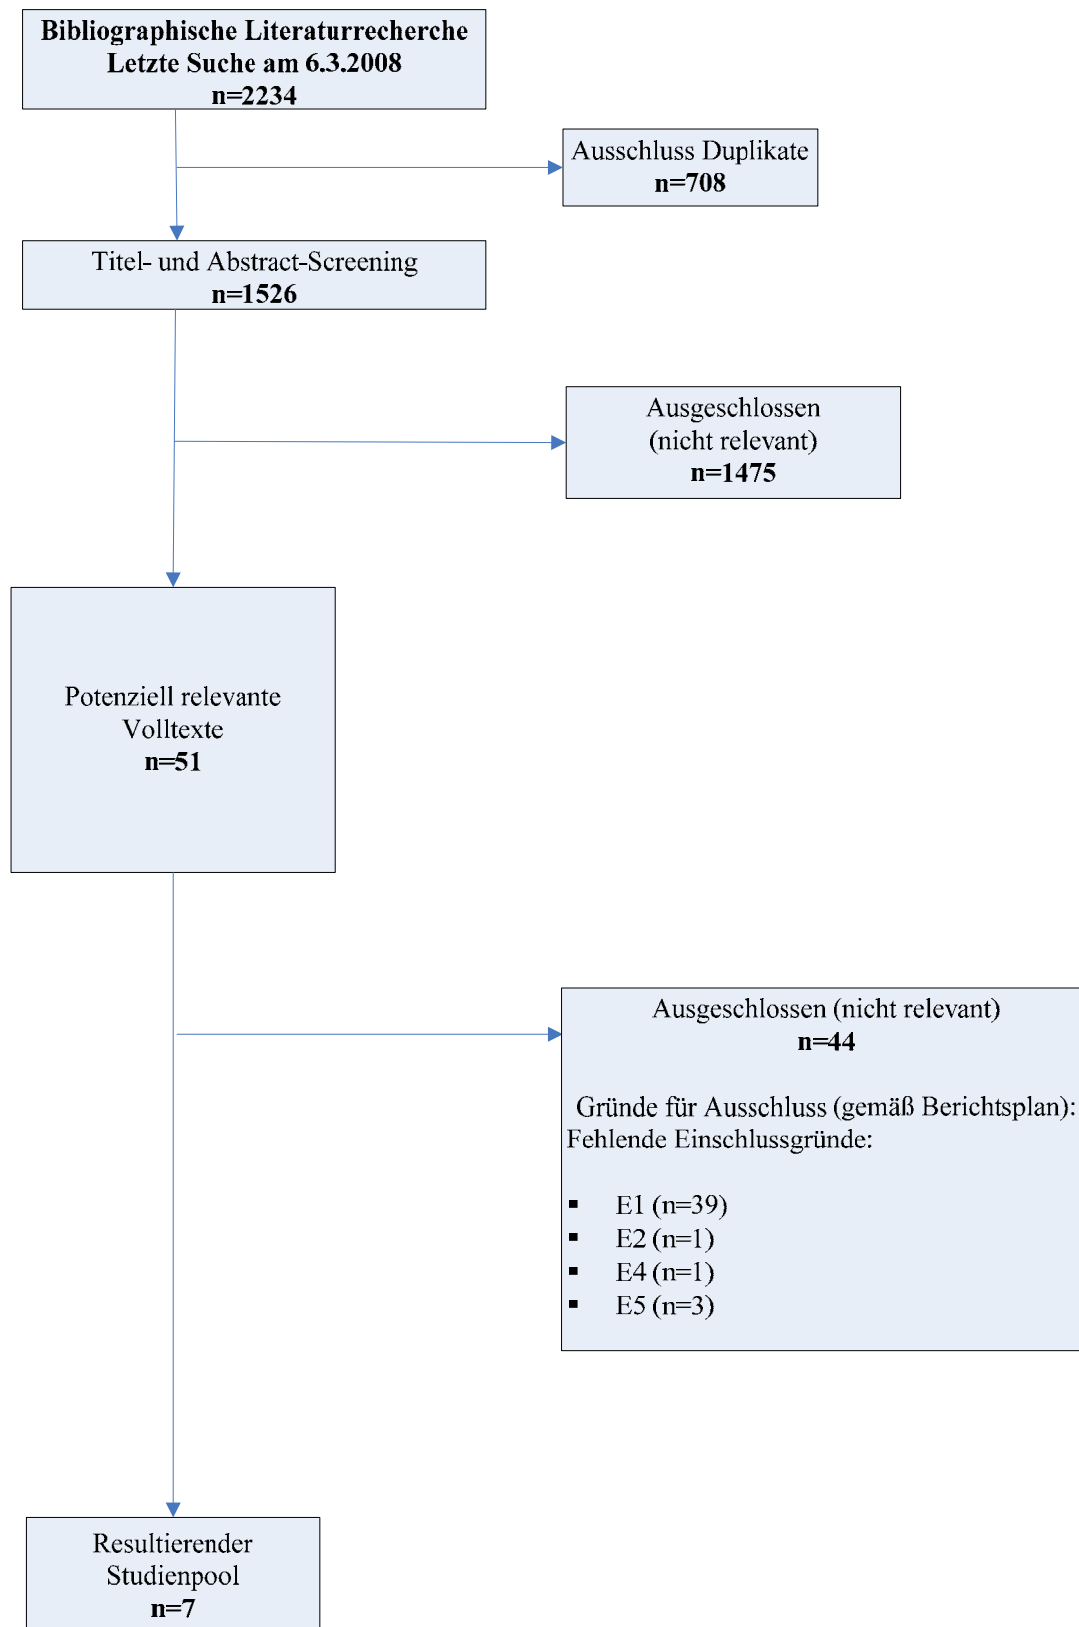 Bibliographische Literaturrecherche
Letzte Suche am 6.3.2008
n=2234
Ausschluss Duplikate
n=708
Titel- und Abstract-Screening
n=1526
Ausgeschlossen
(nicht relevant)
n=1475
Potenziell relevante
Volltexte
n=51
Ausgeschlossen (nicht relevant)
n=44
Gründe für Ausschluss (gemäß Berichtsplan):
Fehlende Einschlussgründe:
▪ E1 (n=39)
▪ E2 (n=1)
▪ E4 (n=1)
▪ E5 (n=3)
Resultierender
Studienpool
n=7